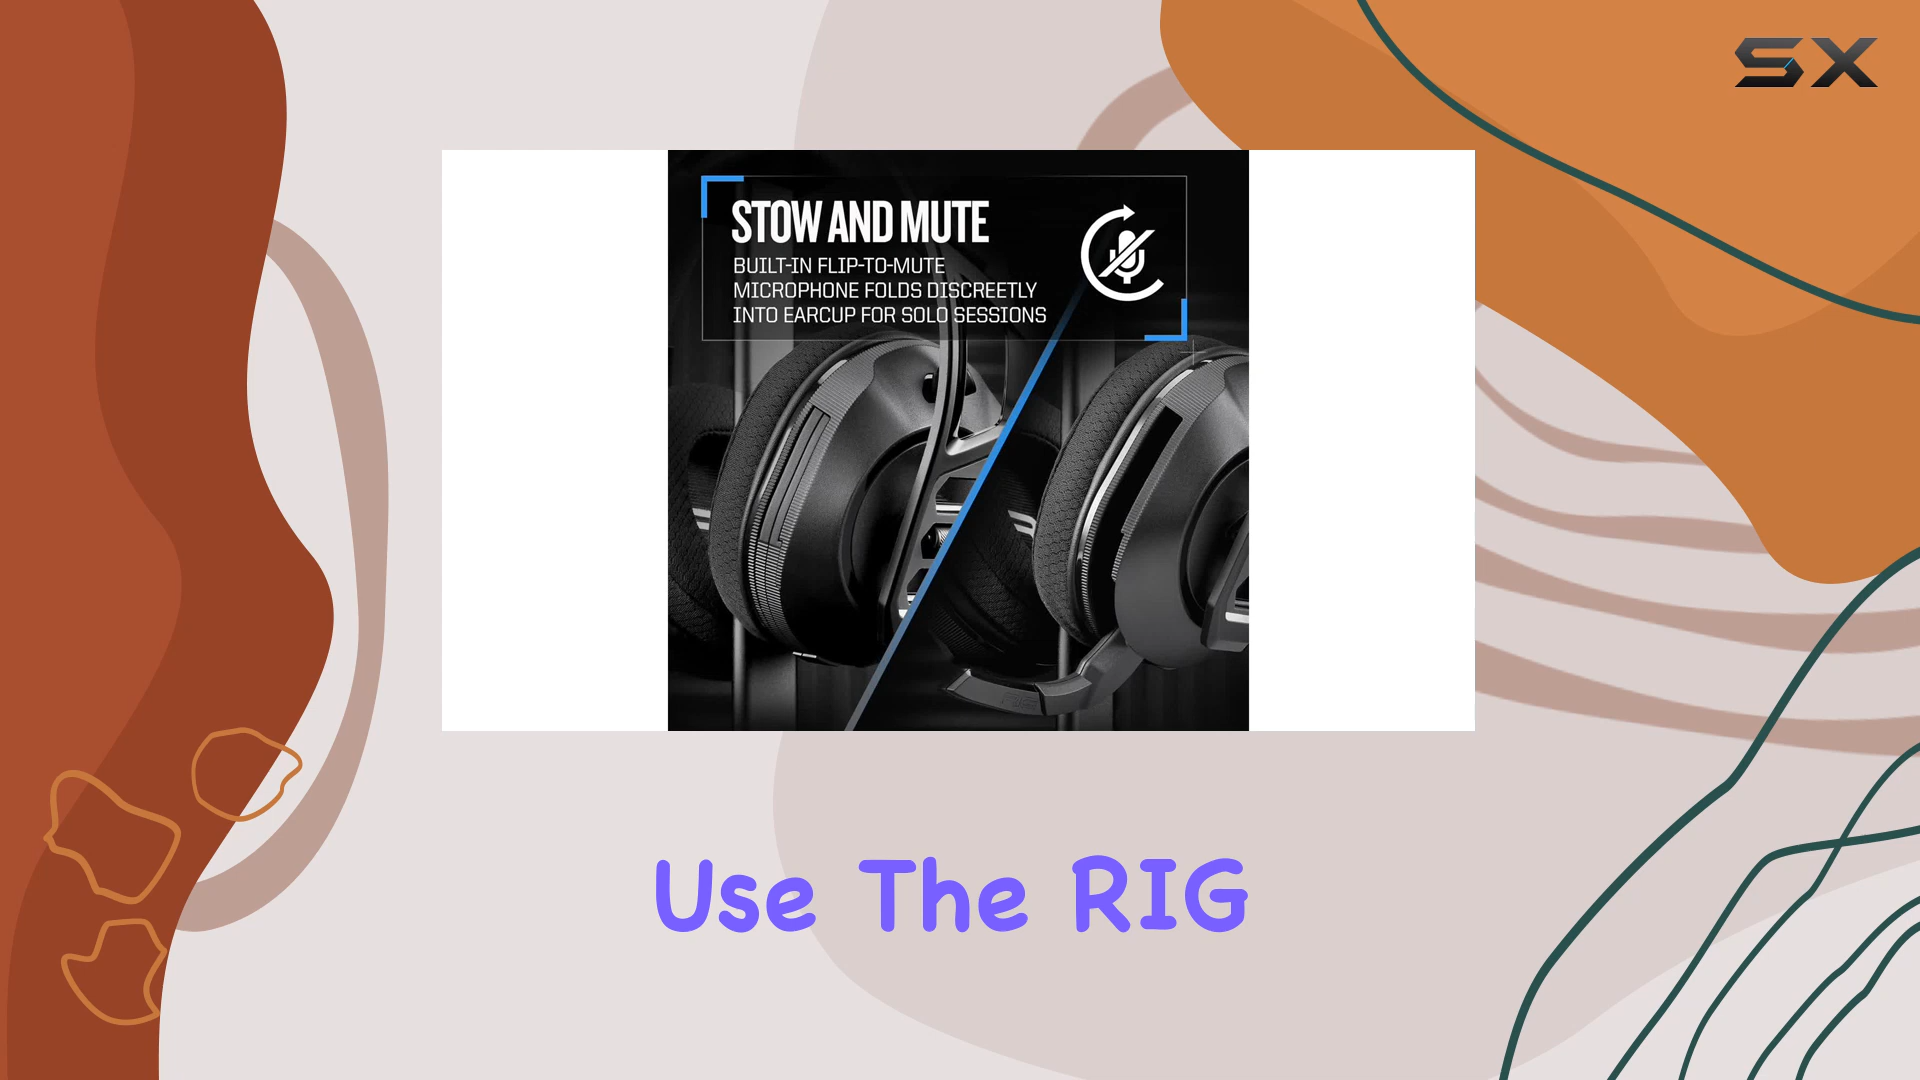 SX
STOW AND MUTE
BUILT-IN FLIP-TO-MUTE
MICROPHONE FOLDS DISCREETLY
INTO EARCUP FOR SOLO SESSIONS
Use The RIG